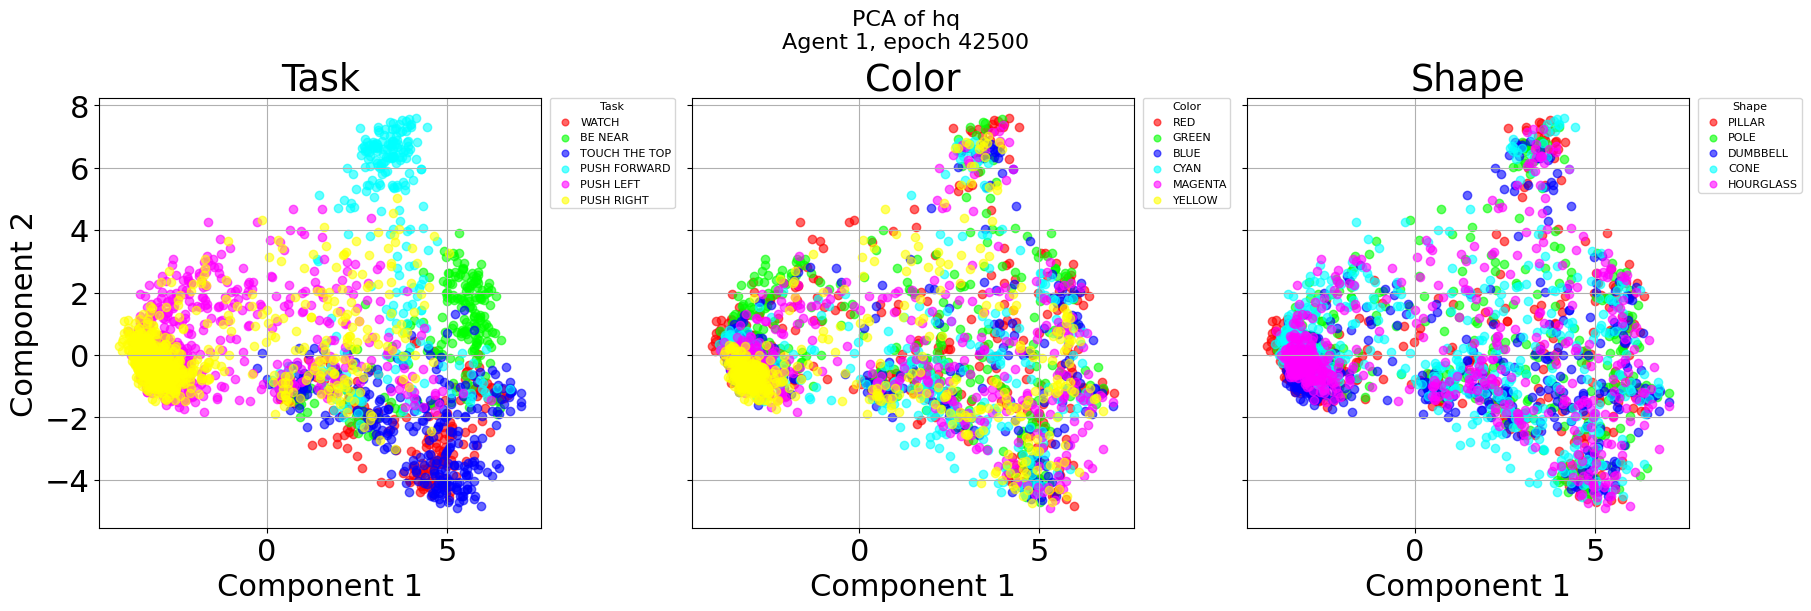 PCA of hq
Agent 1, epoch 42500
Task
Component 2
8
6
4
2
0
−2
−4
0
5
Component 1
Task
WATCH
BE NEAR
TOUCH THE TOP
PUSH FORWARD
PUSH LEFT
PUSH RIGHT
Color
0
5
Component 1
Color
RED
GREEN
BLUE
CYAN
MAGENTA
YELLOW
Shape
0
5
Component 1
Shape
PILLAR
POLE
DUMBBELL
CONE
HOURGLASS